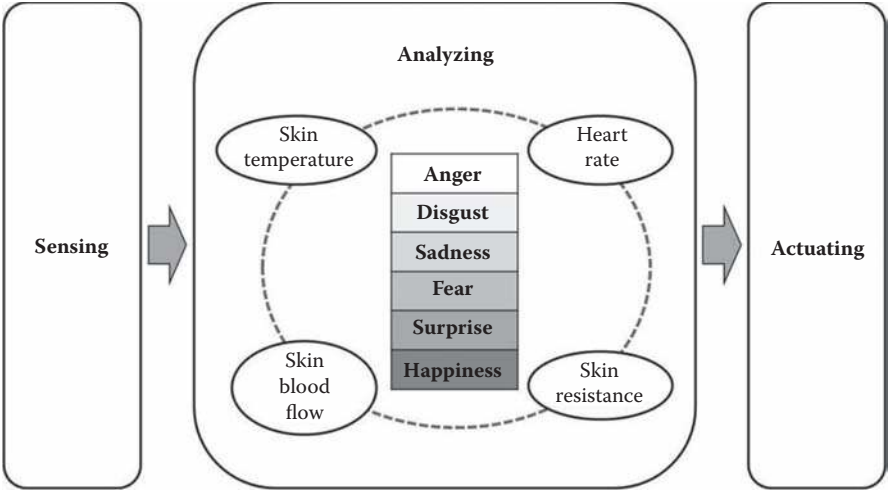 Sensing
Analyzing
Skin
temperature
Heart
rate
Anger
Disgust
Sadness
Fear
Surprise
Happiness
Skin
blood
flow
Skin
resistance
Actuating